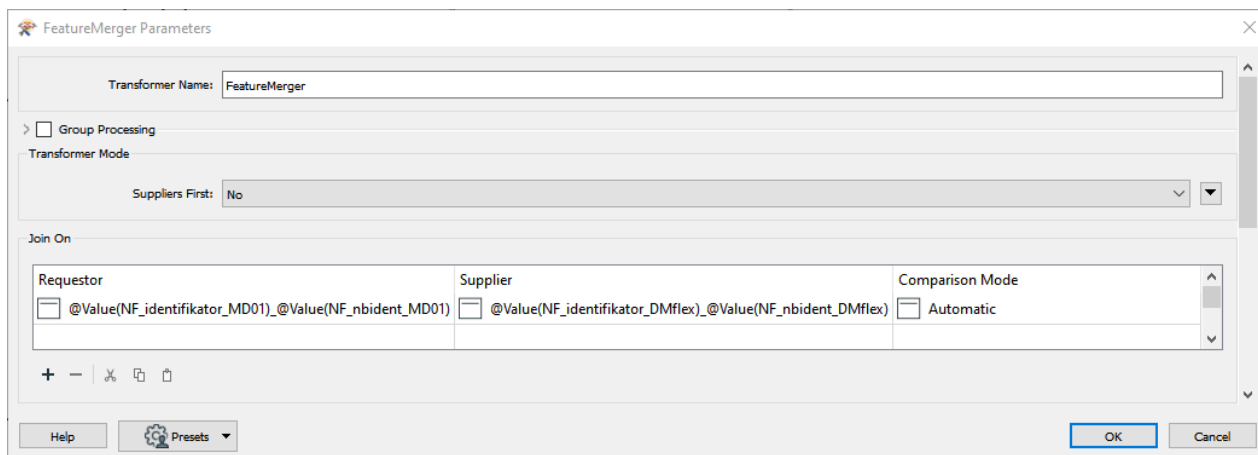 FeatureMerger Parameters
Transformer Name: FeatureMerger
Group Processing
Transformer Mode
Suppliers First: No
Join On
Requestor Supplier Comparison Mode
@Value(NF_identifikator_MD01)_@Value(NF_nbident_MD01) @Value(NF_identifikator_DMflex)_@Value(NF_nbident_DMflex) Automatic
Help Presets OK Cancel